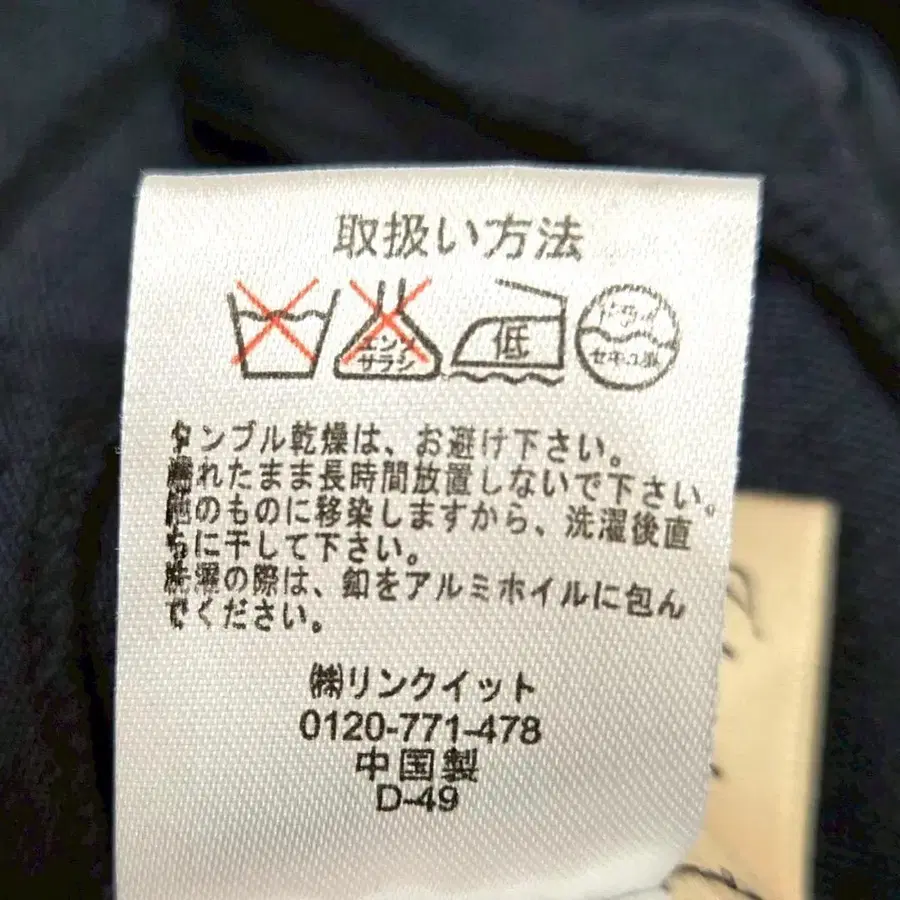 取扱い方法
エンソ
サラシ
低
ドライ
セキユ系
タンブル乾燥は、お避け下さい。
濡れたまま長時間放置しないで下さい。
他のものに移染しますから、洗濯後直
ちに干して下さい。
洗濯の際は、釦をアルミホイルに包ん
でください。
㈱リンクイット
0120-771-478
中国製
D-49